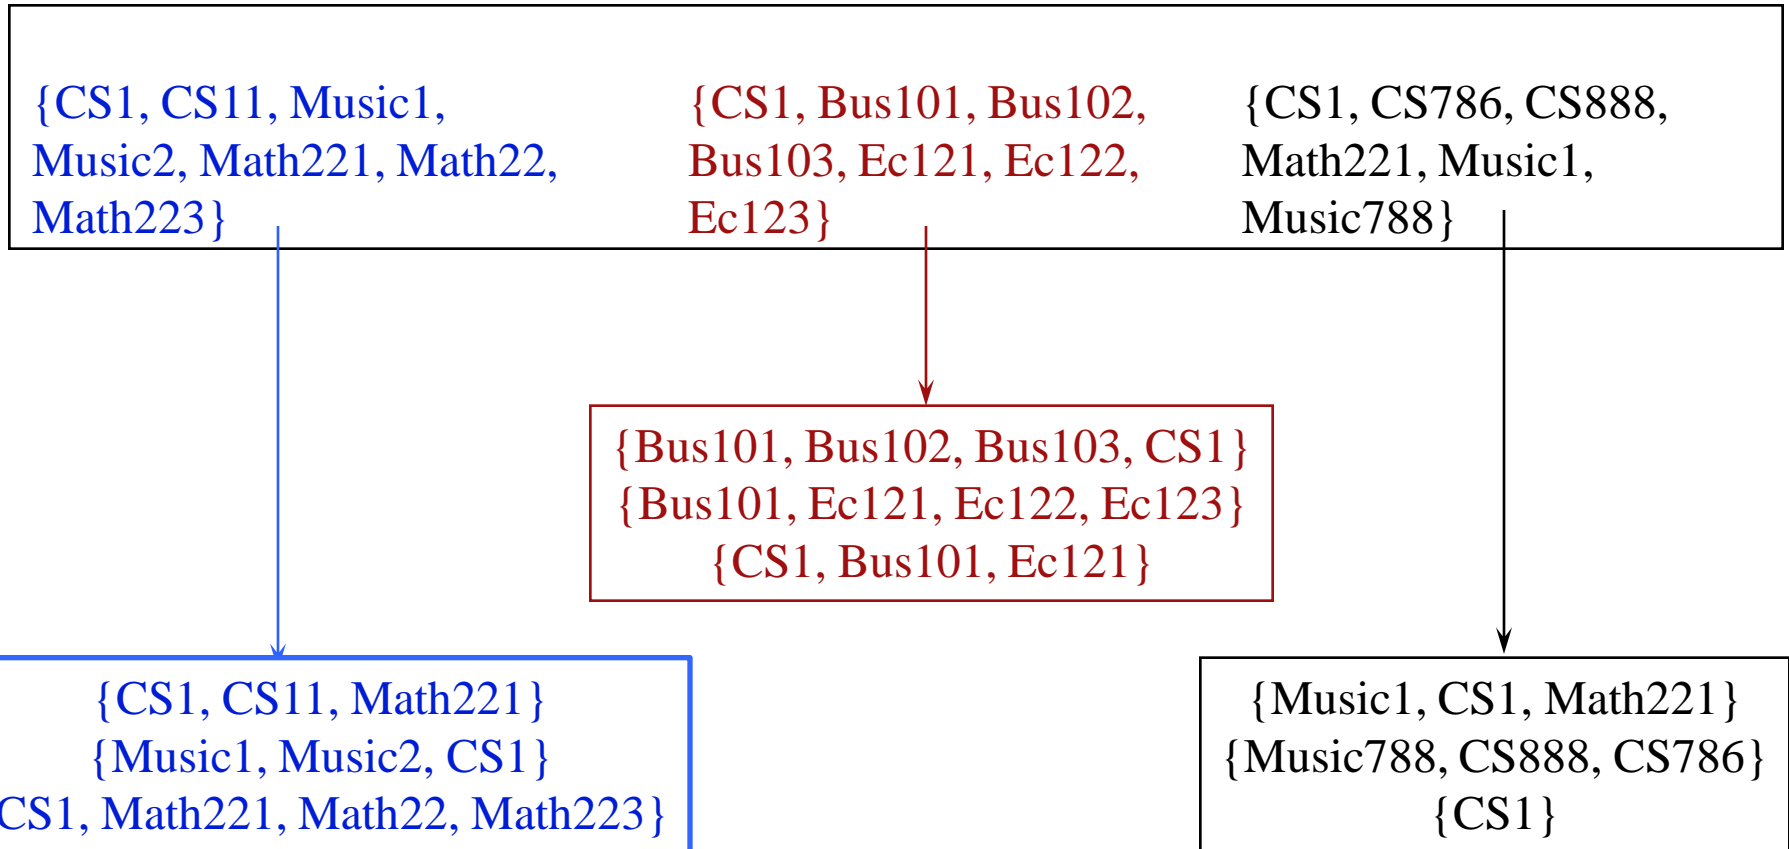 {CS1, CS11, Music1,
Music2, Math221, Math22,
Math223}
{CS1, Bus101, Bus102,
Bus103, Ec121, Ec122,
Ec123}
{CS1, CS786, CS888,
Math221, Music1,
Music788}
{Bus101, Bus102, Bus103, CS1}
{Bus101, Ec121, Ec122, Ec123}
{CS1, Bus101, Ec121}
{CS1, CS11, Math221}
{Music1, Music2, CS1}
CS1, Math221, Math22, Math223}
{Music1, CS1, Math221}
{Music788, CS888, CS786}
{CS1}